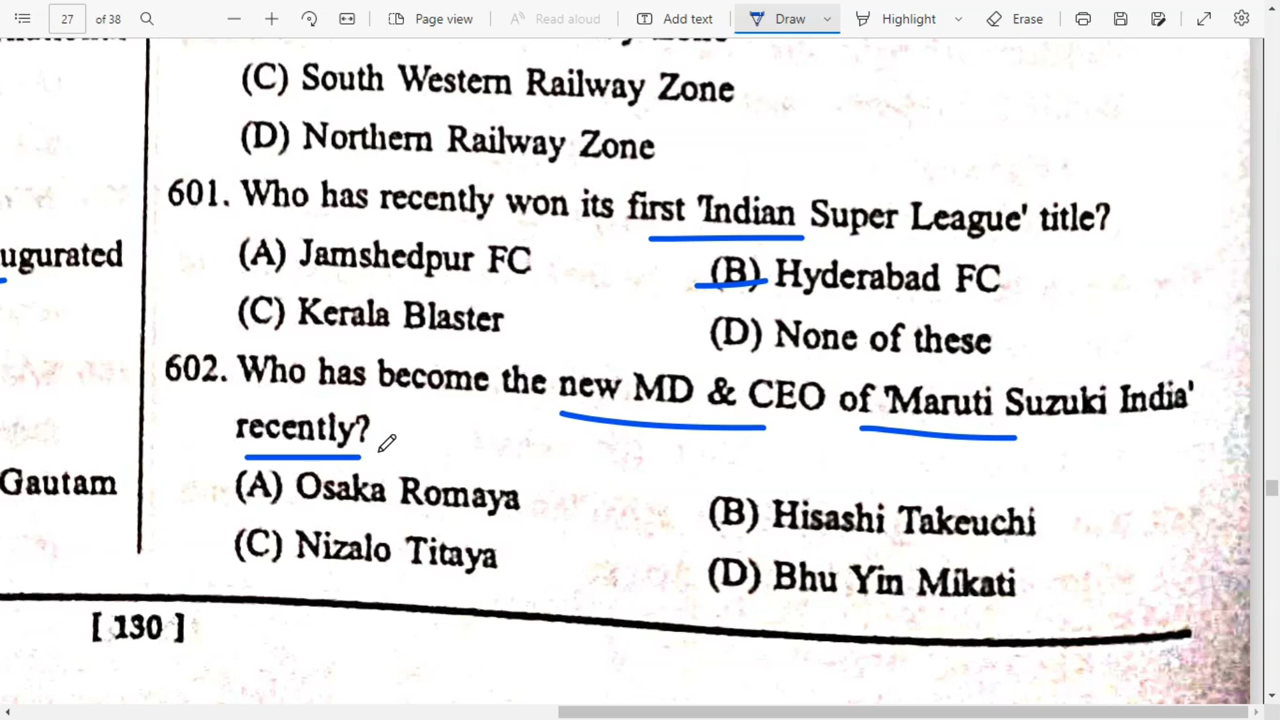 27 of 38 Page view Read aloud Add text Draw Highlight Erase
(C) South Western Railway Zone
(D) Northern Railway Zone
601. Who has recently won its first 'Indian Super League' title?
ugurated
(A) Jamshedpur FC (B) Hyderabad FC
(C) Kerala Blaster (D) None of these
602. Who has become the new MD & CEO of 'Maruti Suzuki India'
recently?
Gautam
(A) Osaka Romaya (B) Hisashi Takeuchi
(C) Nizalo Titaya (D) Bhu Yin Mikati
[ 130 ]